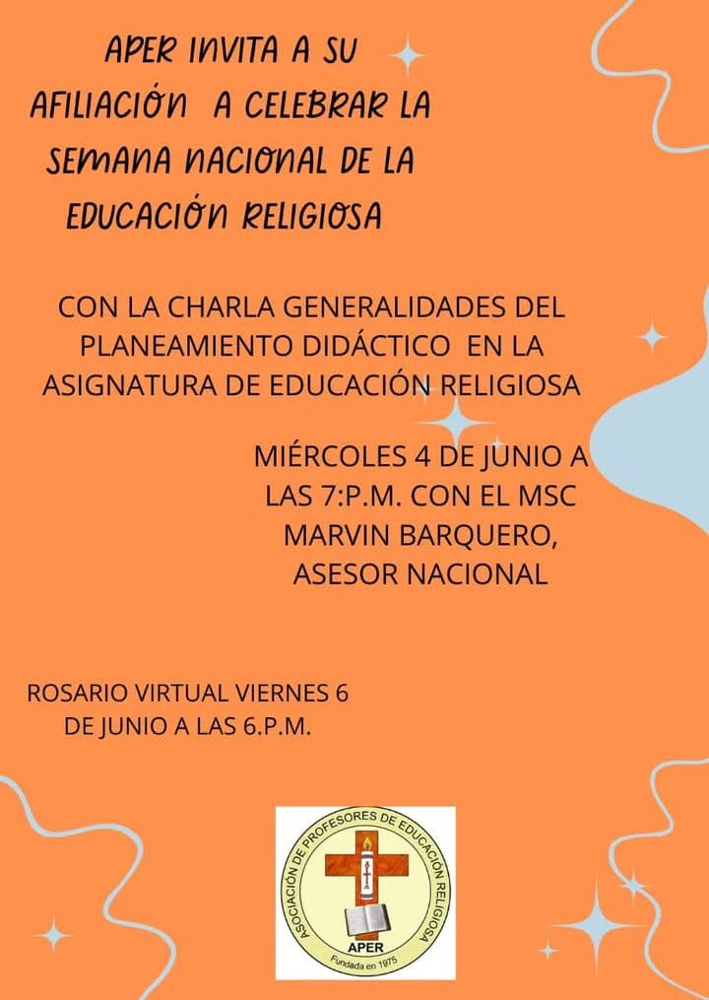 APER INVITA A SU
AFILIACIÓN A CELEBRAR LA
SEMANA NACIONAL DE LA
EDUCACIÓN RELIGIOSA
CON LA CHARLA GENERALIDADES DEL
PLANEAMIENTO DIDÁCTICO EN LA
ASIGNATURA DE EDUCACIÓN RELIGIOSA
MIÉRCOLES 4 DE JUNIO A
LAS 7:P.M. CON EL MSC
MARVIN BARQUERO,
ASESOR NACIONAL
ROSARIO VIRTUAL VIERNES 6
DE JUNIO A LAS 6.P.M.
ASOCIACIÓN DE PROFESORES DE EDUCACIÓN RELIGIOSA
APER
Fundada en 1975